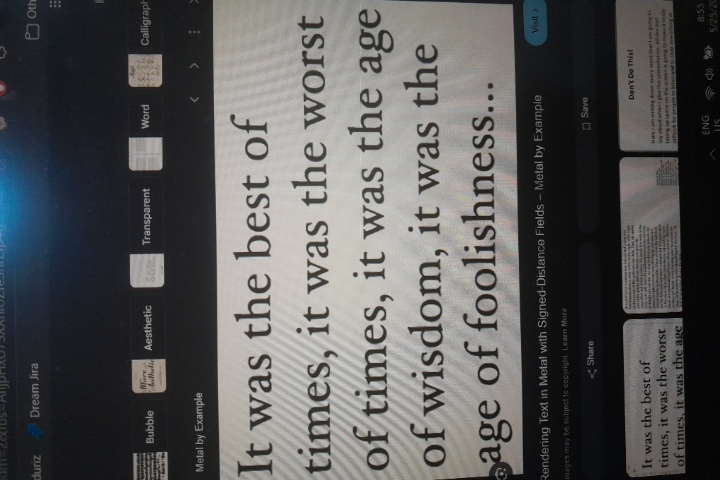 duriz Dream Jira Oth
Bubble Aesthetic Transparent Word Calligraph
Metal by Example
It was the best of
times, it was the worst
of times, it was the age
of wisdom, it was the
age of foolishness...
Rendering Text in Metal with Signed-Distance Fields – Metal by Example
Visit >
Images may be subject to copyright. Learn More
Share Save
It was the best of
times, it was the worst
of times, it was the age
Don't Do This!
ENG 8:55
US 5/25/20